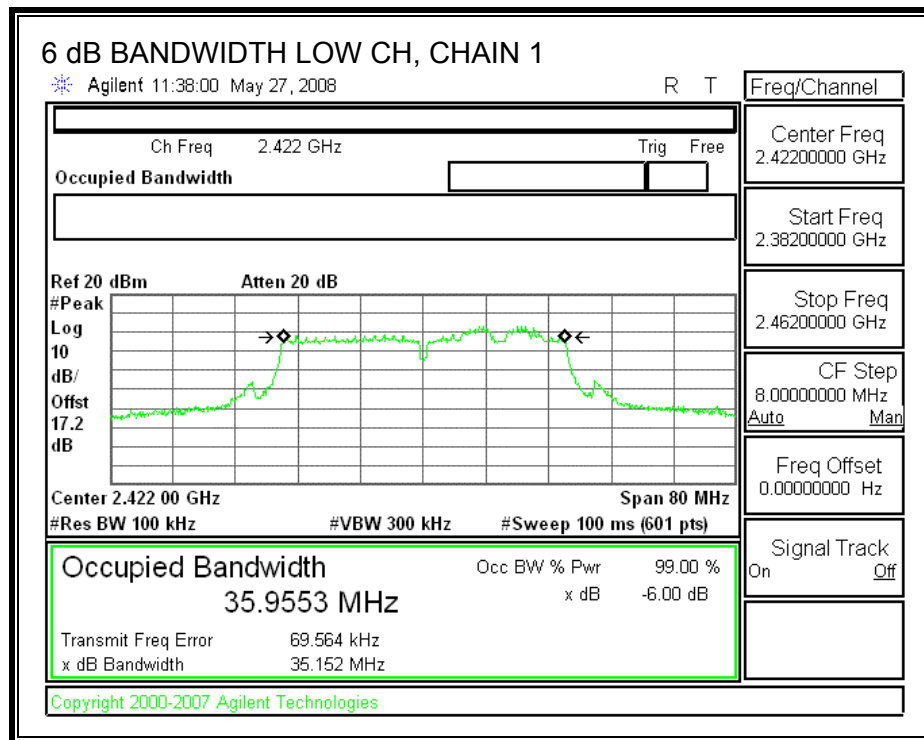 6 dB BANDWIDTH LOW CH, CHAIN 1
Agilent 11:38:00 May 27, 2008 R T
Freq/Channel
Ch Freq 2.422 GHz Trig Free
Occupied Bandwidth
Center Freq
2.42200000 GHz
Start Freq
2.38200000 GHz
Stop Freq
2.46200000 GHz
CF Step
8.00000000 MHz
Auto Man
Freq Offset
0.00000000 Hz
Signal Track
On Off
Ref 20 dBm Atten 20 dB
#Peak
Log
10
dB/
Offst
17.2
dB
Center 2.422 00 GHz Span 80 MHz
#Res BW 100 kHz #VBW 300 kHz #Sweep 100 ms (601 pts)
Occupied Bandwidth Occ BW % Pwr 99.00 %
35.9553 MHz x dB -6.00 dB
Transmit Freq Error 69.564 kHz
x dB Bandwidth 35.152 MHz
Copyright 2000-2007 Agilent Technologies